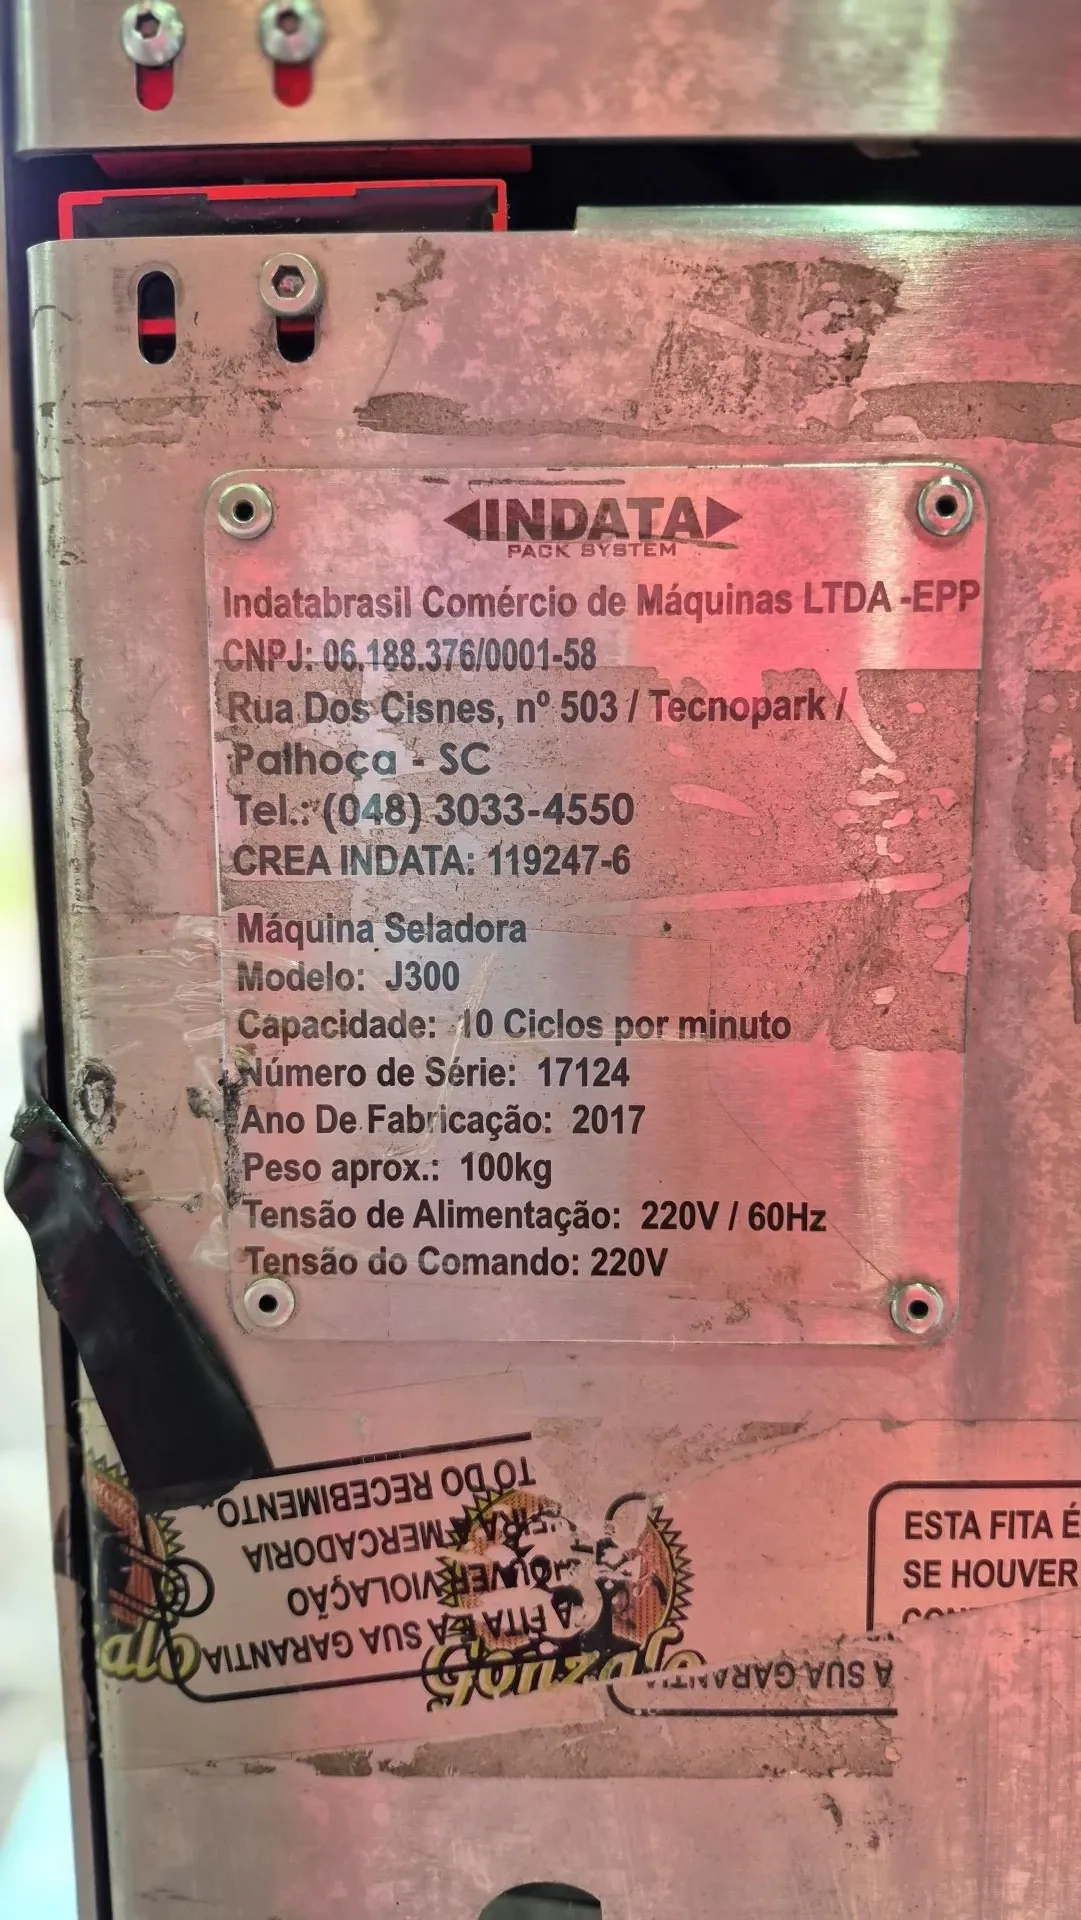 INDATA
PACK SYSTEM
Indatabrasil Comércio de Máquinas LTDA -EPP
CNPJ: 06.188.376/0001-58
Rua Dos Cisnes, nº 503 / Tecnopark /
Palhoça - SC
Tel.: (048) 3033-4550
CREA INDATA: 119247-6
Máquina Seladora
Modelo: J300
Capacidade: 10 Ciclos por minuto
Número de Série: 17124
Ano De Fabricação: 2017
Peso aprox.: 100kg
Tensão de Alimentação: 220V / 60Hz
Tensão do Comando: 220V
A FITA É A SUA GARANTIA
VIOLAÇÃO
MERCADORIA
TO DO RECEBIMENTO
alo
Gonzalo
A SUA GARANTIA
ESTA FITA É
SE HOUVER